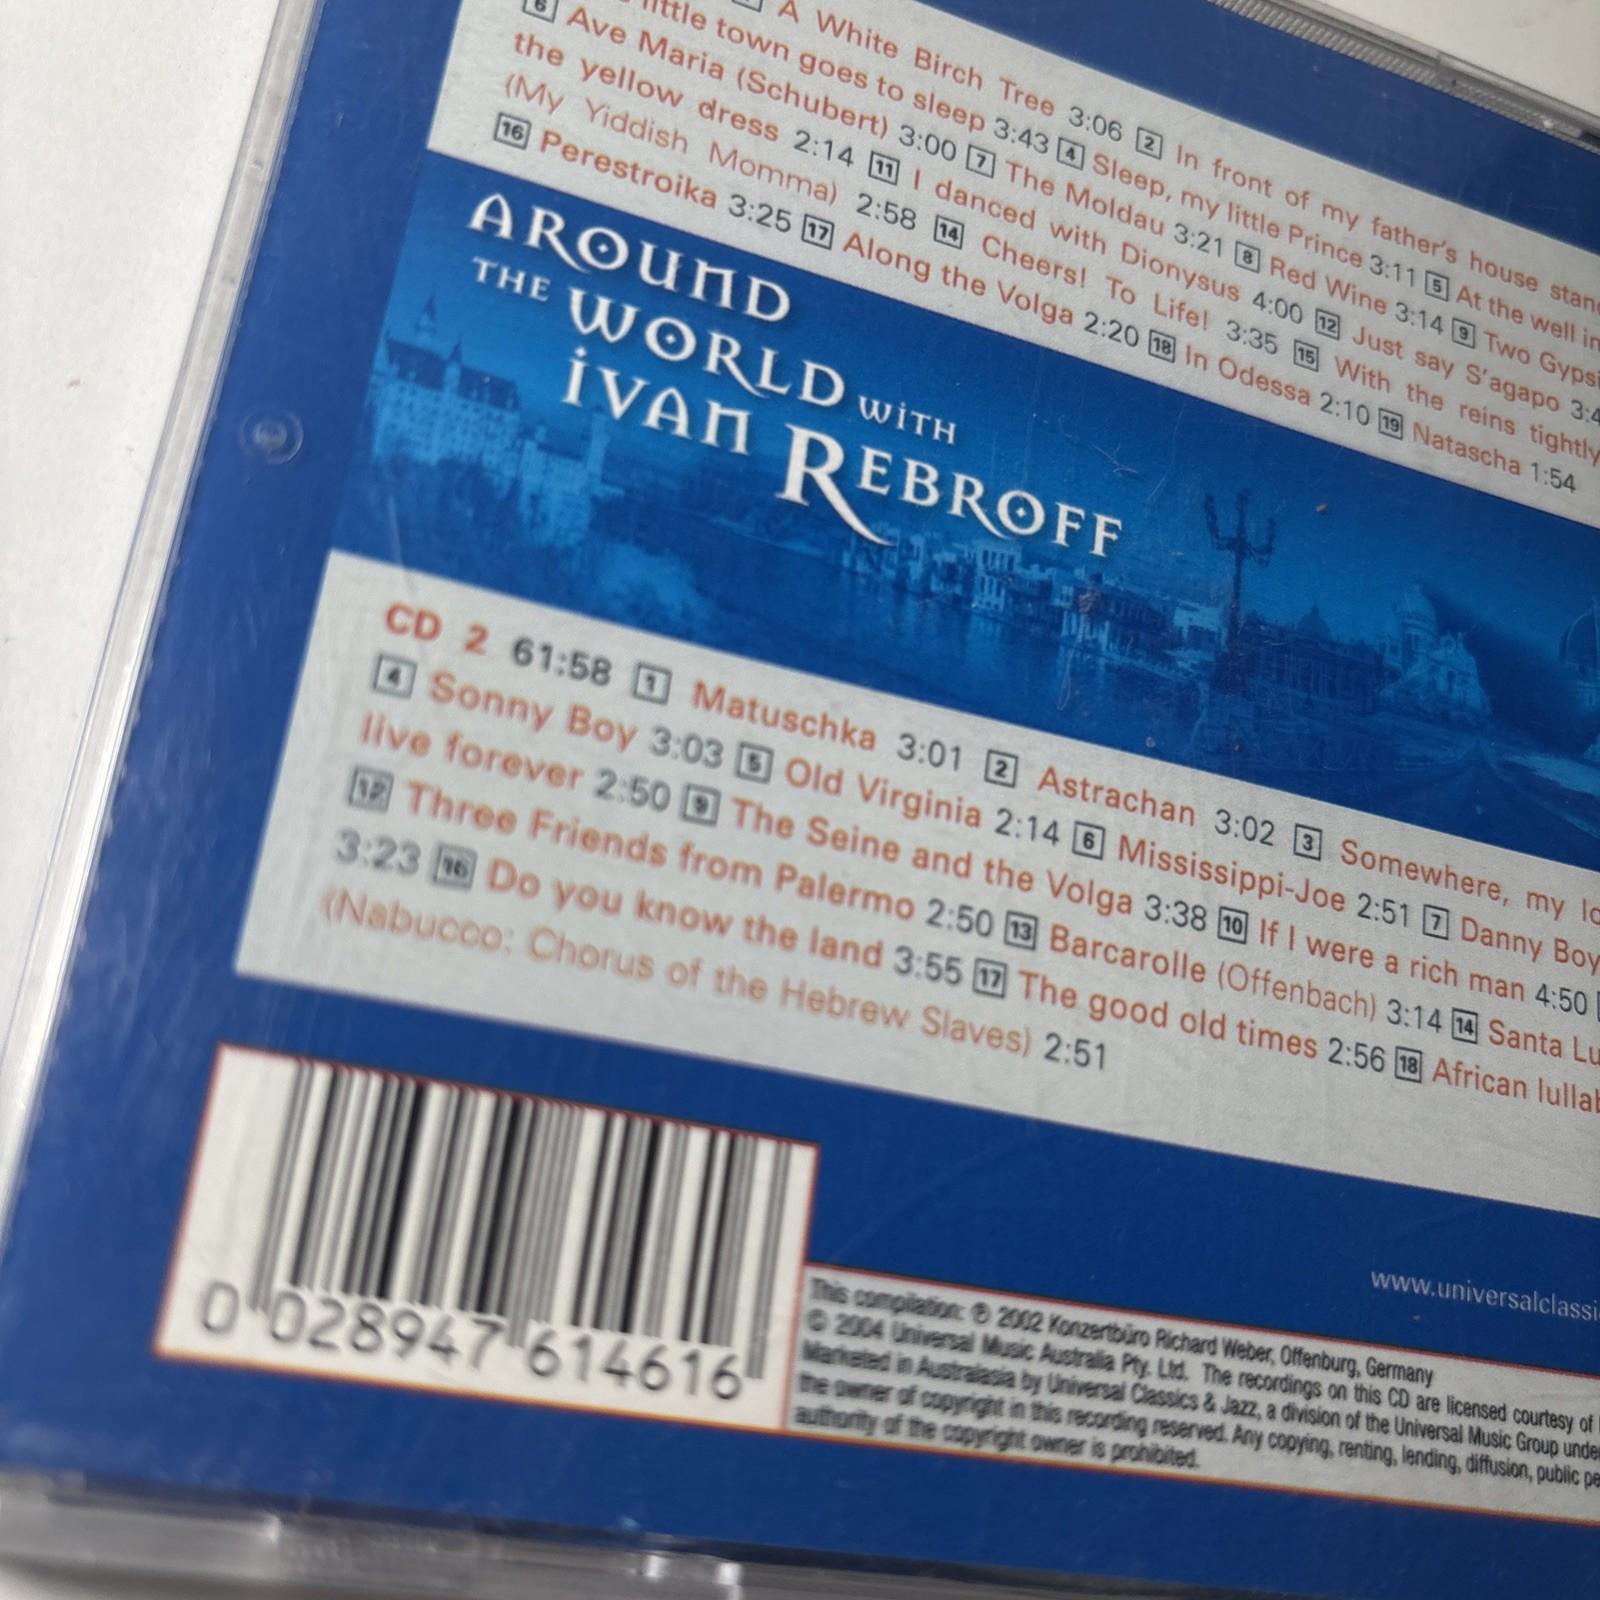 A White Birch Tree 3:06 2 In front of my father's house stan
little town goes to sleep 3:43 4 Sleep, my little Prince 3:11 5 At the well in
6 Ave Maria (Schubert) 3:00 7 The Moldau 3:21 8 Red Wine 3:14 9 Two Gypsi
the yellow dress 2:14 11 I danced with Dionysus 4:00 12 Just say S'agapo 3:4
(My Yiddish Momma) 2:58 14 Cheers! To Life! 3:35 15 With the reins tightly
16 Perestroika 3:25 17 Along the Volga 2:20 18 In Odessa 2:10 19 Natascha 1:54
AROUND
THE WORLD WITH
IVAN REBROFF
CD 2 61:58 1 Matuschka 3:01 2 Astrachan 3:02 3 Somewhere, my lo
4 Sonny Boy 3:03 5 Old Virginia 2:14 6 Mississippi-Joe 2:51 7 Danny Boy
live forever 2:50 9 The Seine and the Volga 3:38 10 If I were a rich man 4:50
12 Three Friends from Palermo 2:50 13 Barcarolle (Offenbach) 3:14 14 Santa Lu
3:23 16 Do you know the land 3:55 17 The good old times 2:56 18 African lullab
(Nabucco: Chorus of the Hebrew Slaves) 2:51
www.universalclassi
0 028947 614616
This compilation: ℗ 2002 Konzertbüro Richard Weber, Offenburg, Germany
© 2004 Universal Music Australia Pty. Ltd. The recordings on this CD are licensed courtesy of
Marketed in Australasia by Universal Classics & Jazz, a division of the Universal Music Group unde
the owner of copyright in this recording reserved. Any copying, renting, lending, diffusion, public pe
authority of the copyright owner is prohibited.